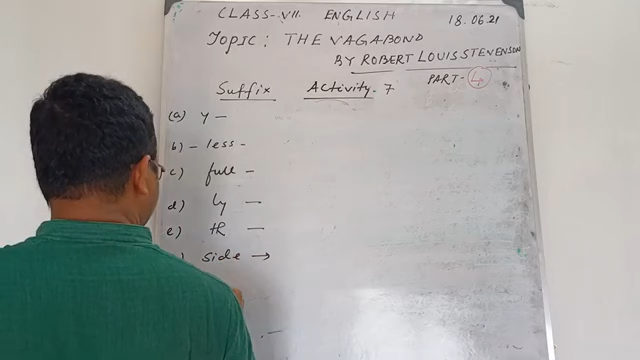 CLASS-VII. ENGLISH 18.06.21
TOPIC: THE VAGABOND
BY ROBERT LOUIS STEVENSON
PART- 4
Suffix Activity-7
(a) y -
b) - less -
c) full -
d) ly -
e) th -
) side →